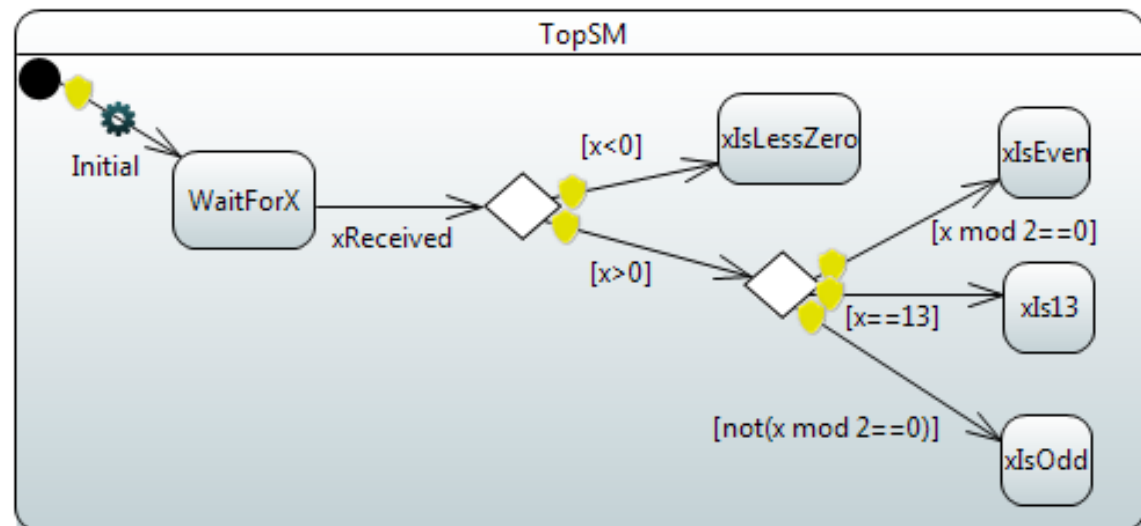 TopSM
Initial
WaitForX
xReceived
[x<0]
xIsLessZero
[x>0]
xIsEven
[x mod 2==0]
[x==13]
xIs13
[not(x mod 2==0)]
xIsOdd